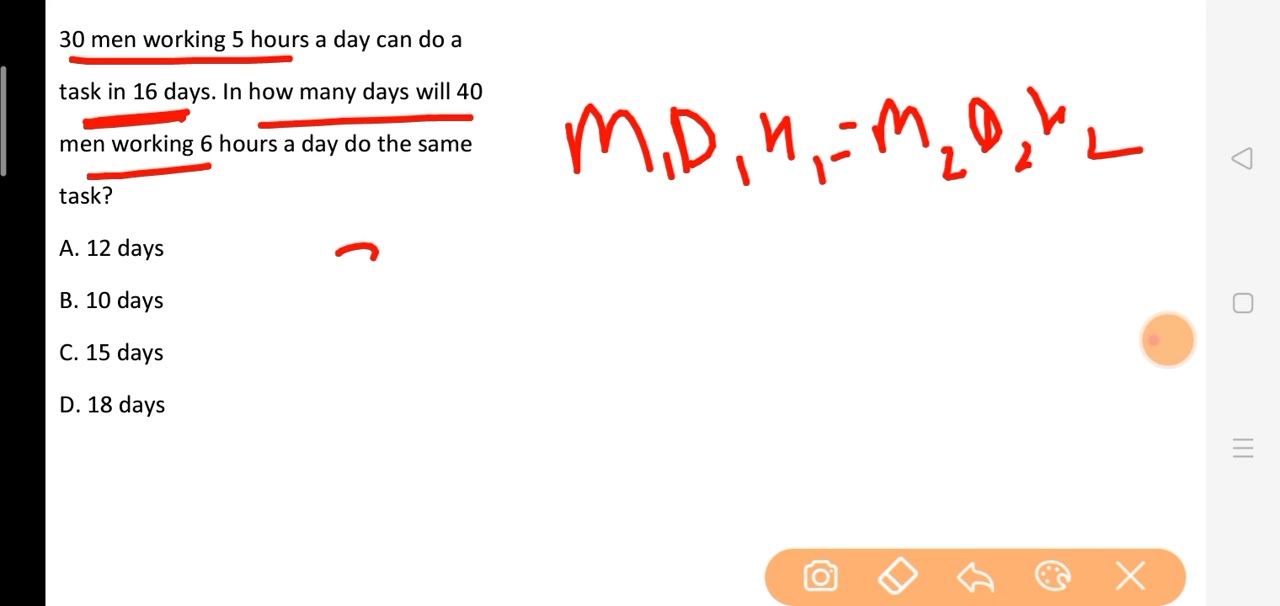 30 men working 5 hours a day can do a
task in 16 days. In how many days will 40
men working 6 hours a day do the same
task?
A. 12 days
B. 10 days
C. 15 days
D. 18 days
M₁D₁H₁=M₂D₂H₂